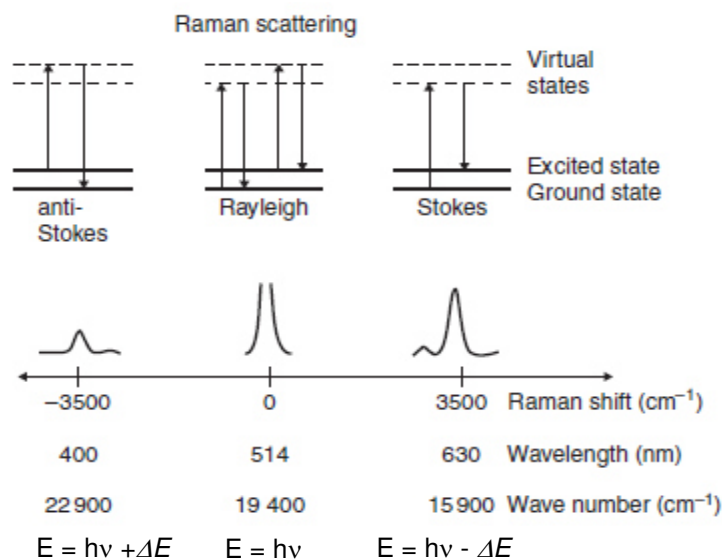 Raman scattering
Virtual
states
Excited state
Ground state
anti-
Stokes
Rayleigh
Stokes
−3500 0 3500 Raman shift (cm⁻¹)
400 514 630 Wavelength (nm)
22 900 19 400 15 900 Wave number (cm⁻¹)
E = hν +ΔE E = hν E = hν - ΔE